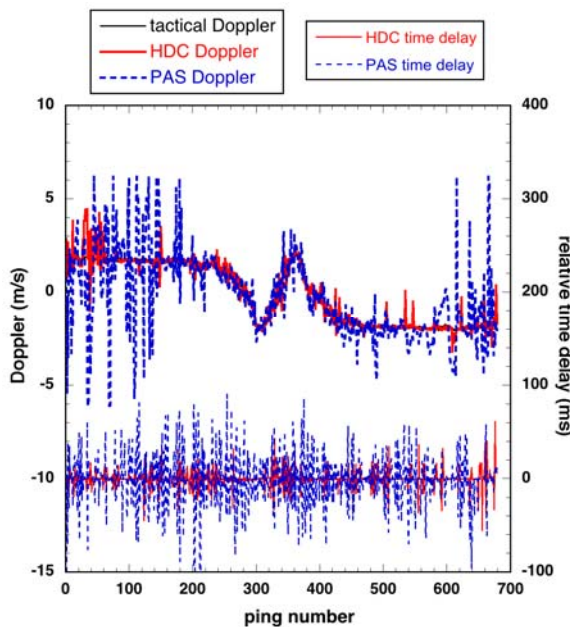 tactical Doppler
HDC Doppler
PAS Doppler
HDC time delay
PAS time delay
10
5
0
-5
-10
-15
Doppler (m/s)
400
300
200
100
0
-100
relative time delay (ms)
0 100 200 300 400 500 600 700
ping number